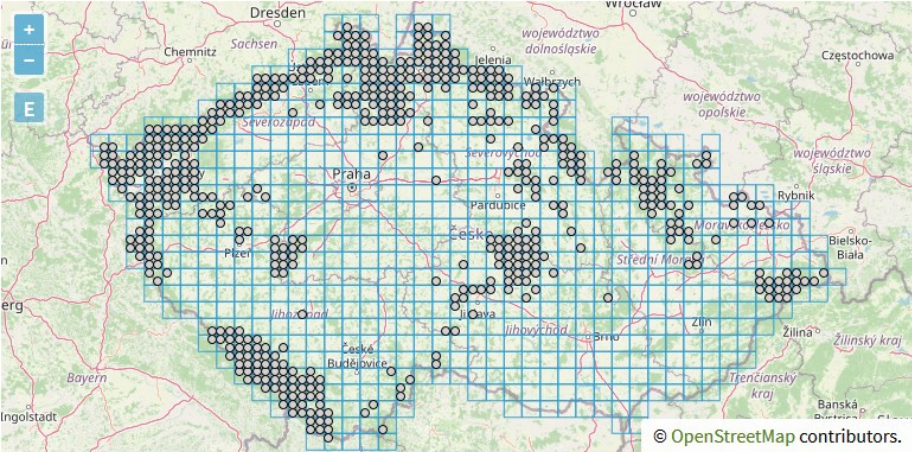 Dresden
Wrocław
+
Chemnitz
Sachsen
województwo
dolnośląskie
Częstochowa
−
Jelenia
Wałbrzych
E
województwo
opolskie
Severozápad
Severovýchod
województwo
śląskie
Praha
Rybnik
Pardubice
Moravskoslezsko
Česko
Plzeň
Střední Morava
Bielsko-
Biała
Jihozápad
Jihlava
Jihovýchod
Brno
Zlín
Žilina
Žilinský kraj
České
Budějovice
Bayern
Trenčianský
kraj
Ingolstadt
Banská
Bystrica
© OpenStreetMap contributors.